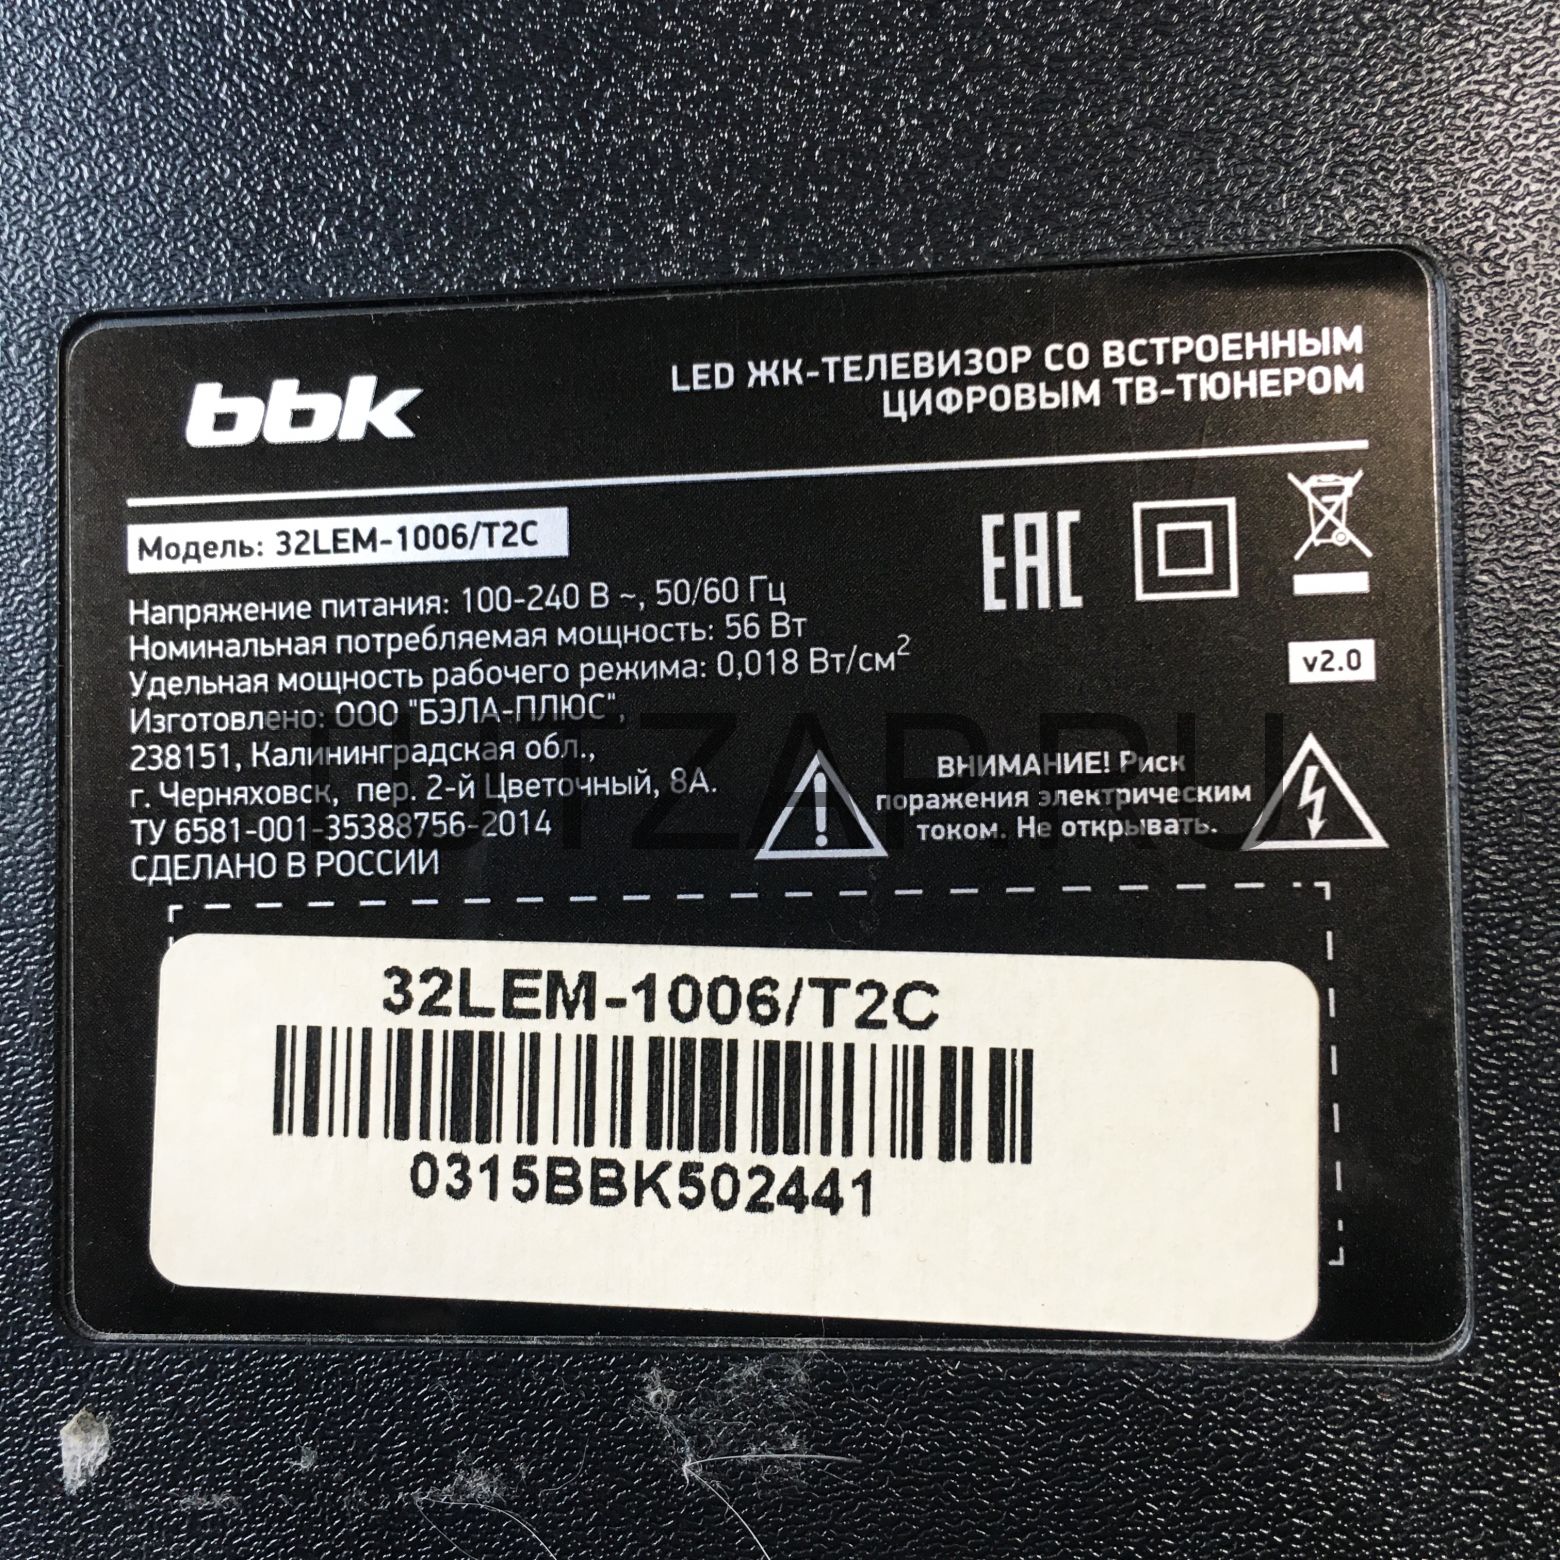 bbk
LED ЖК-ТЕЛЕВИЗОР СО ВСТРОЕННЫМ
ЦИФРОВЫМ ТВ-ТЮНЕРОМ
Модель: 32LEM-1006/T2C
EAC
Напряжение питания: 100-240 В ~, 50/60 Гц
Номинальная потребляемая мощность: 56 Вт
Удельная мощность рабочего режима: 0,018 Вт/см²
v2.0
Изготовлено: ООО "БЭЛА-ПЛЮС",
238151, Калининградская обл.,
г. Черняховск, пер. 2-й Цветочный, 8А.
ТУ 6581-001-35388756-2014
СДЕЛАНО В РОССИИ
ВНИМАНИЕ! Риск
поражения электрическим
током. Не открывать.
TUTZAP.RU
32LEM-1006/T2C
0315BBK502441